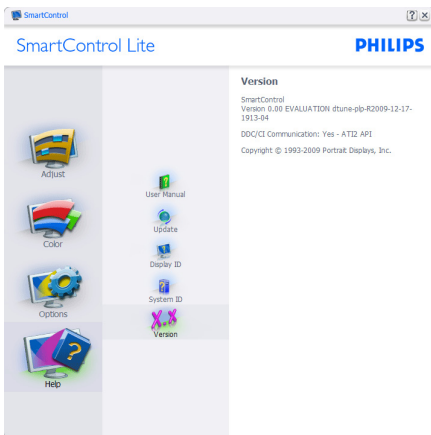 SmartControl
SmartControl Lite
PHILIPS
Adjust
Color
Options
Help
User Manual
Update
Display ID
System ID
X.X
Version
Version
SmartControl
Version 0.00 EVALUATION dtune-plp-R2009-12-17-
1913-04
DDC/CI Communication: Yes - ATI2 API
Copyright © 1993-2009 Portrait Displays, Inc.